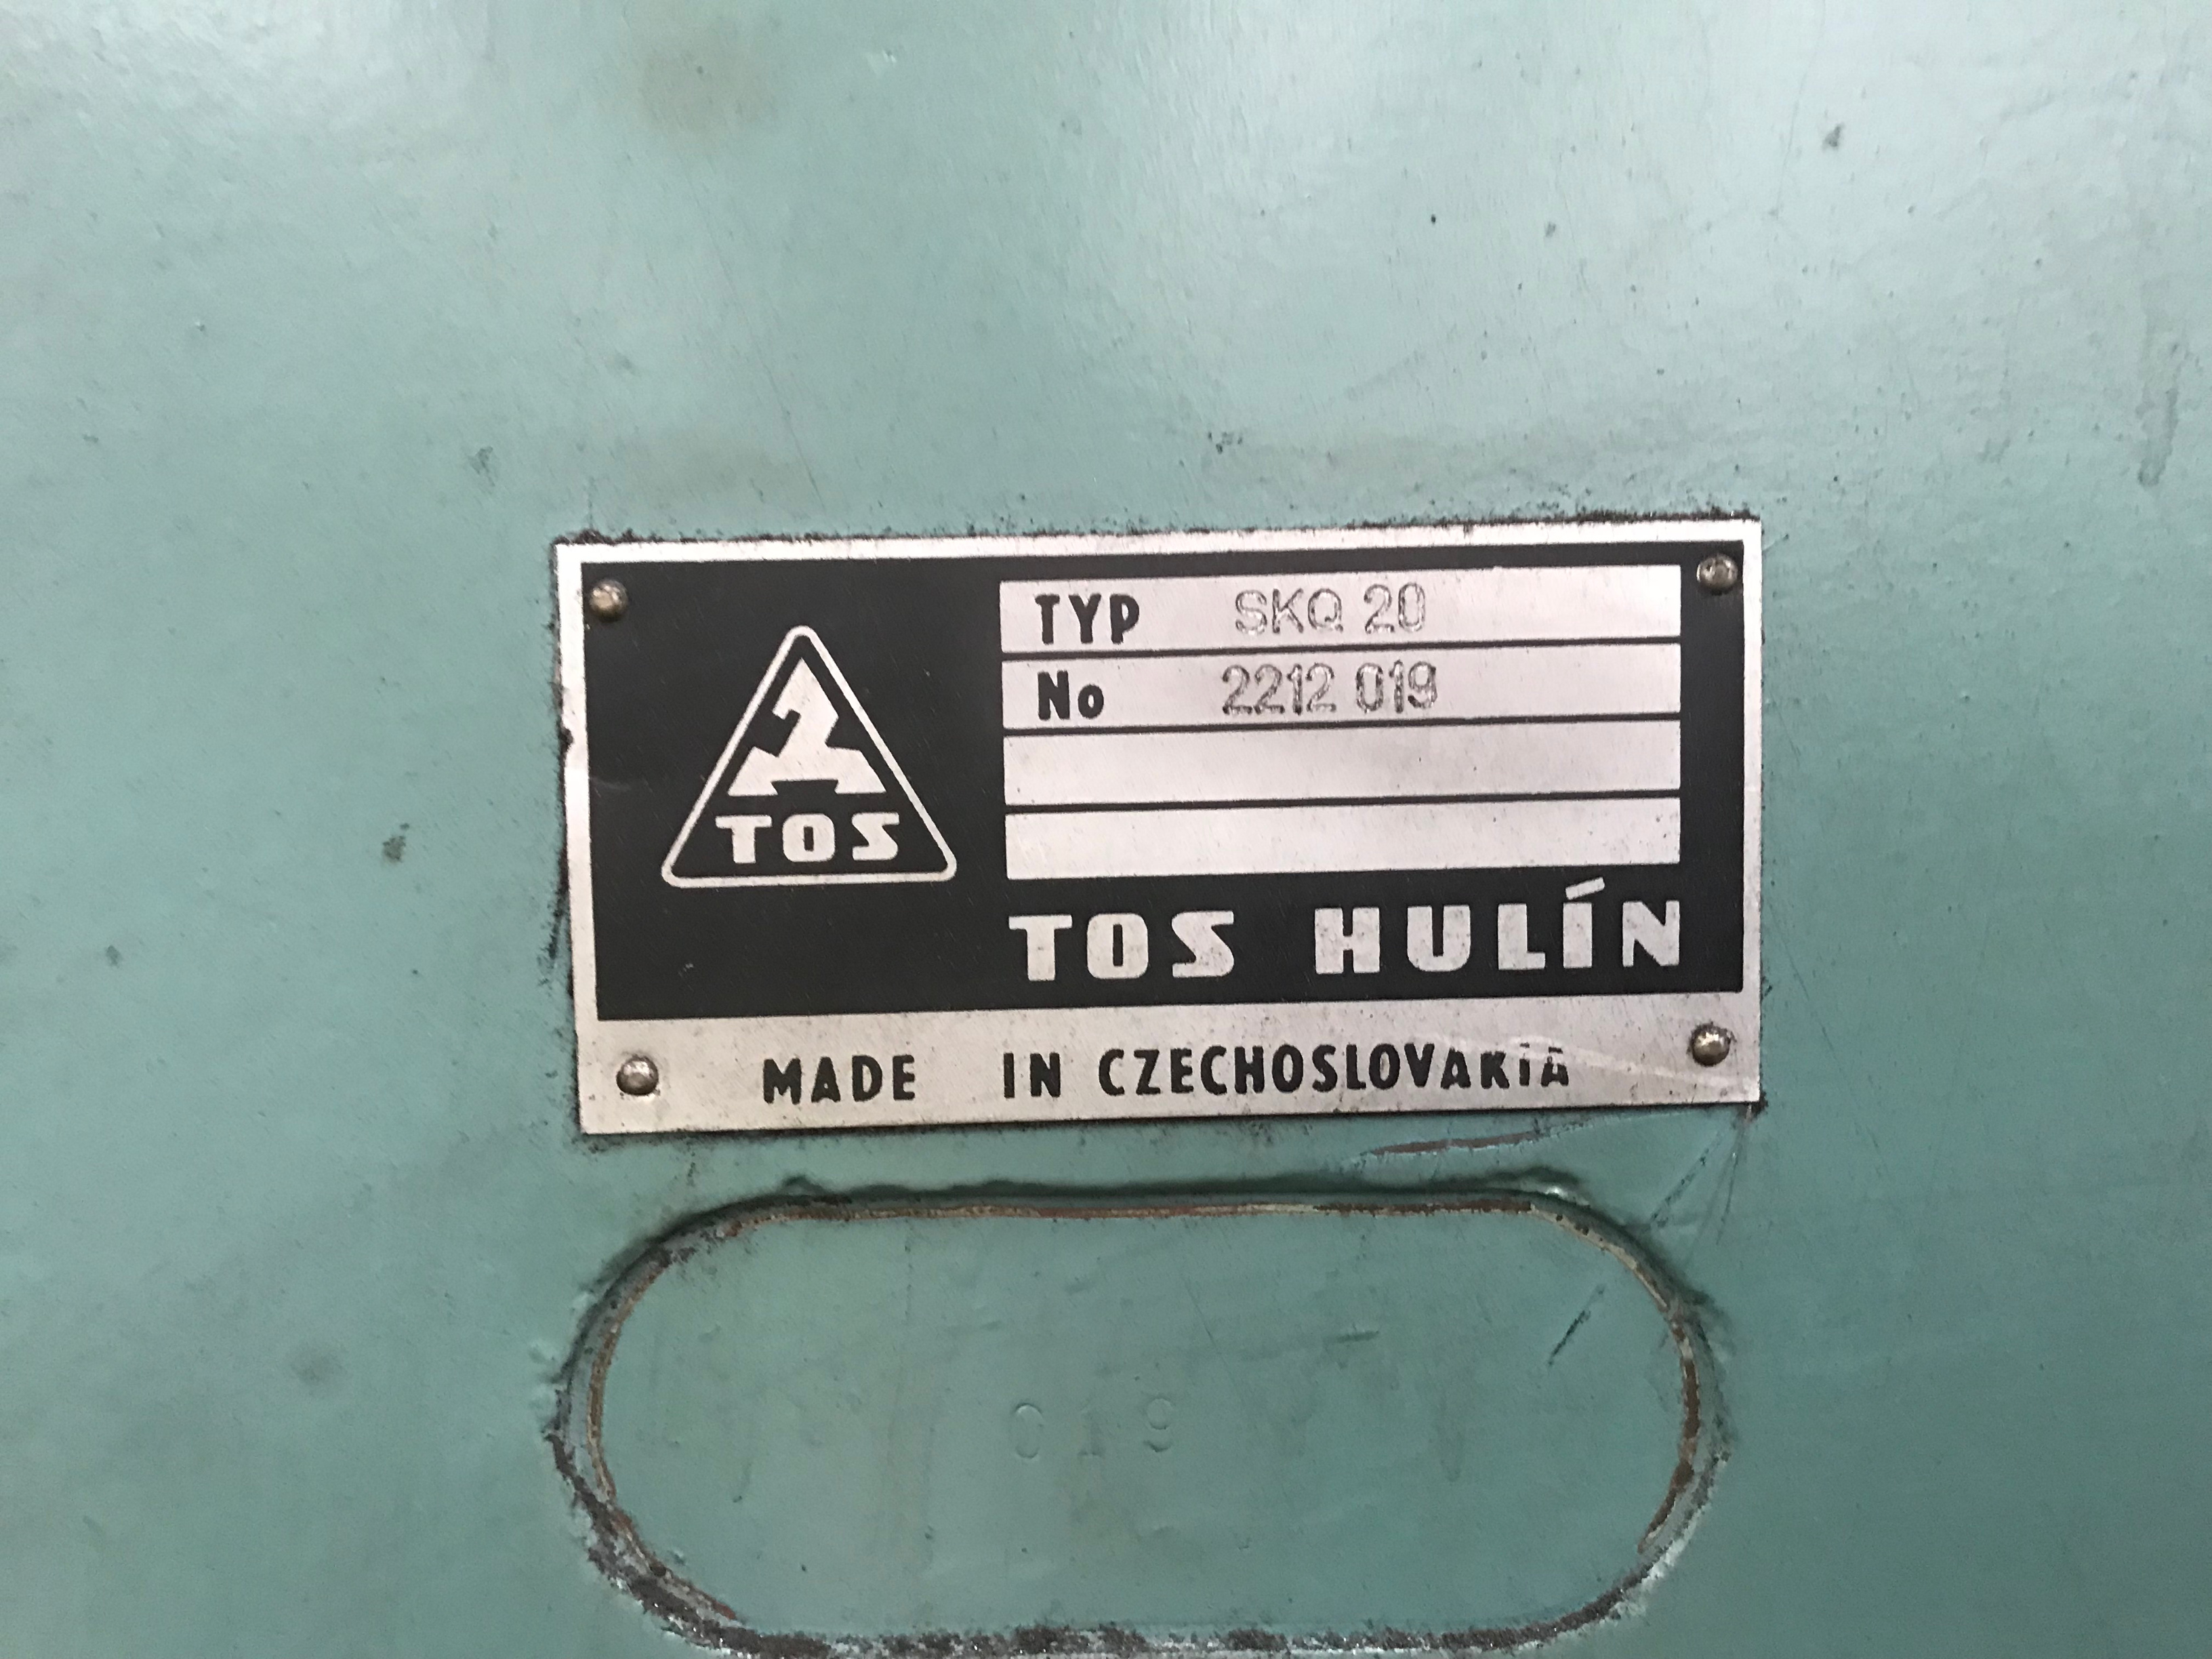 TYP SKQ 20
No 2212 019
TOS
TOS HULÍN
MADE IN CZECHOSLOVAKIA
019